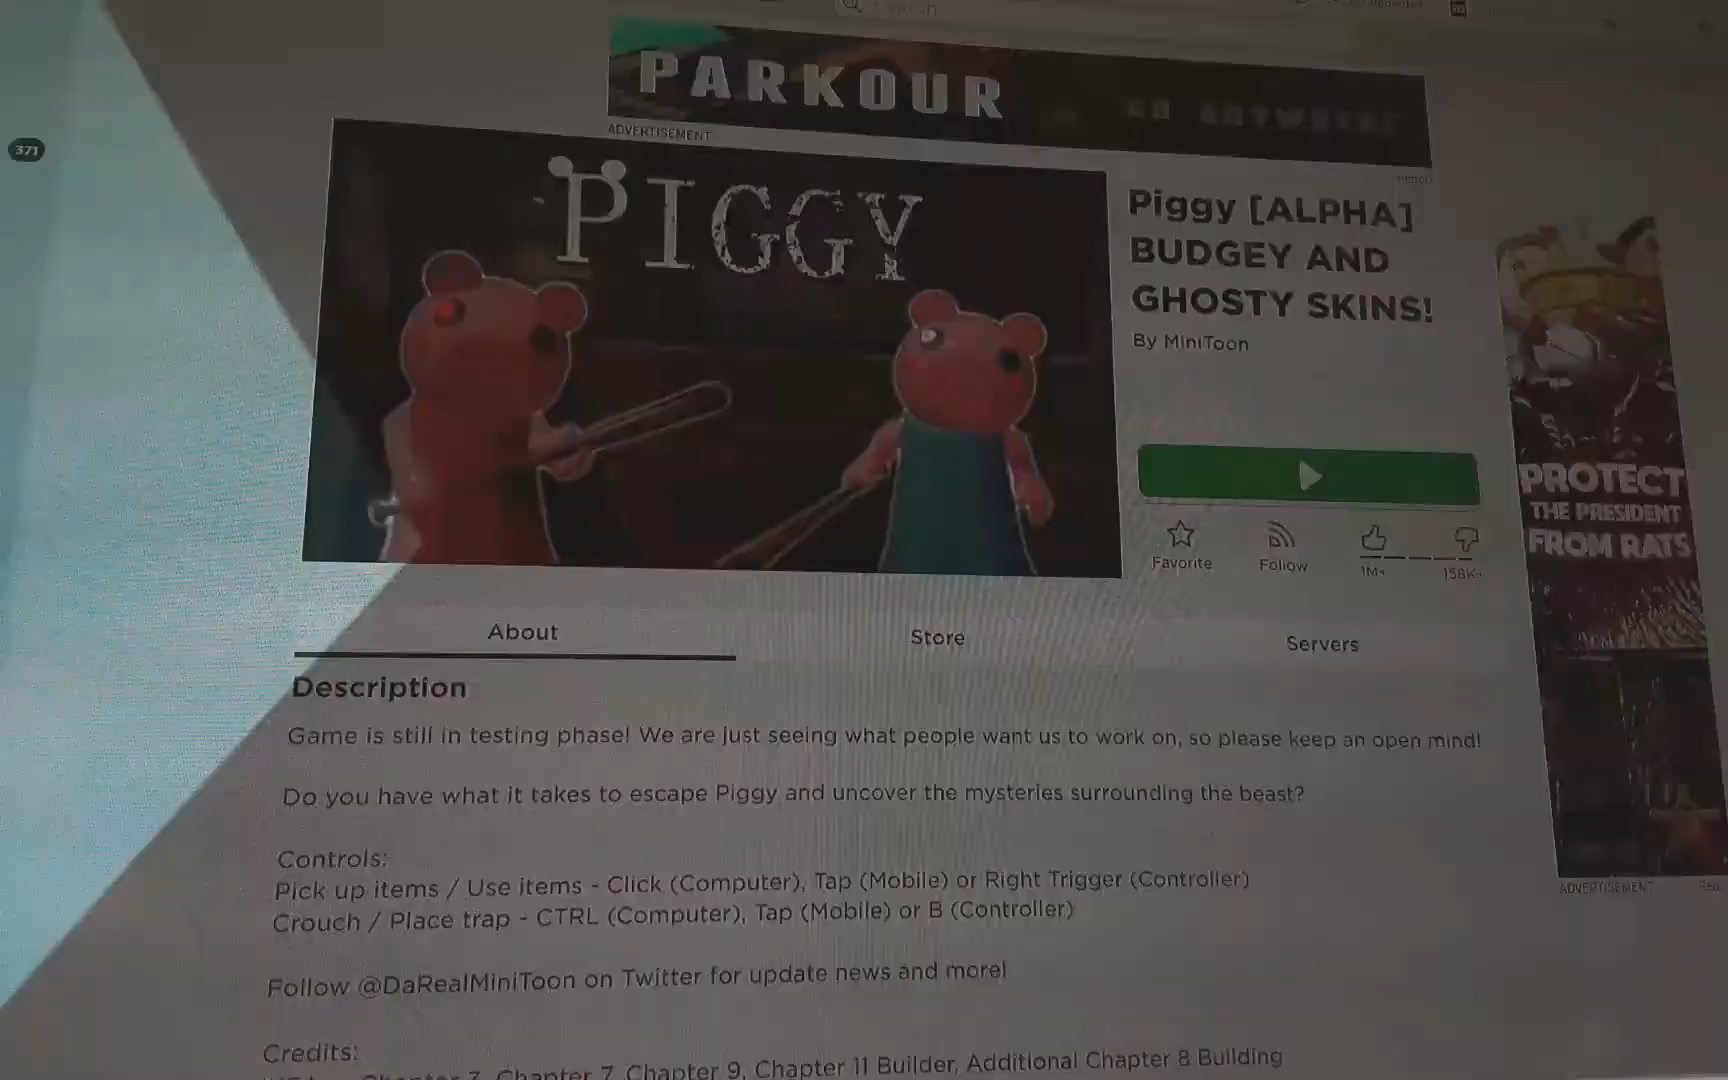 371
PARKOUR
GO ANYWHERE
ADVERTISEMENT
PIGGY
Piggy [ALPHA]
BUDGEY AND
GHOSTY SKINS!
By MiniToon
Favorite
Follow
1M+
158K+
PROTECT
THE PRESIDENT
FROM RATS
ADVERTISEMENT
About
Store
Servers
Description
Game is still in testing phase! We are just seeing what people want us to work on, so please keep an open mind!
Do you have what it takes to escape Piggy and uncover the mysteries surrounding the beast?
Controls:
Pick up items / Use items - Click (Computer), Tap (Mobile) or Right Trigger (Controller)
Crouch / Place trap - CTRL (Computer), Tap (Mobile) or B (Controller)
Follow @DaRealMiniToon on Twitter for update news and more!
Credits:
Chapter 7, Chapter 9, Chapter 11 Builder, Additional Chapter 8 Building